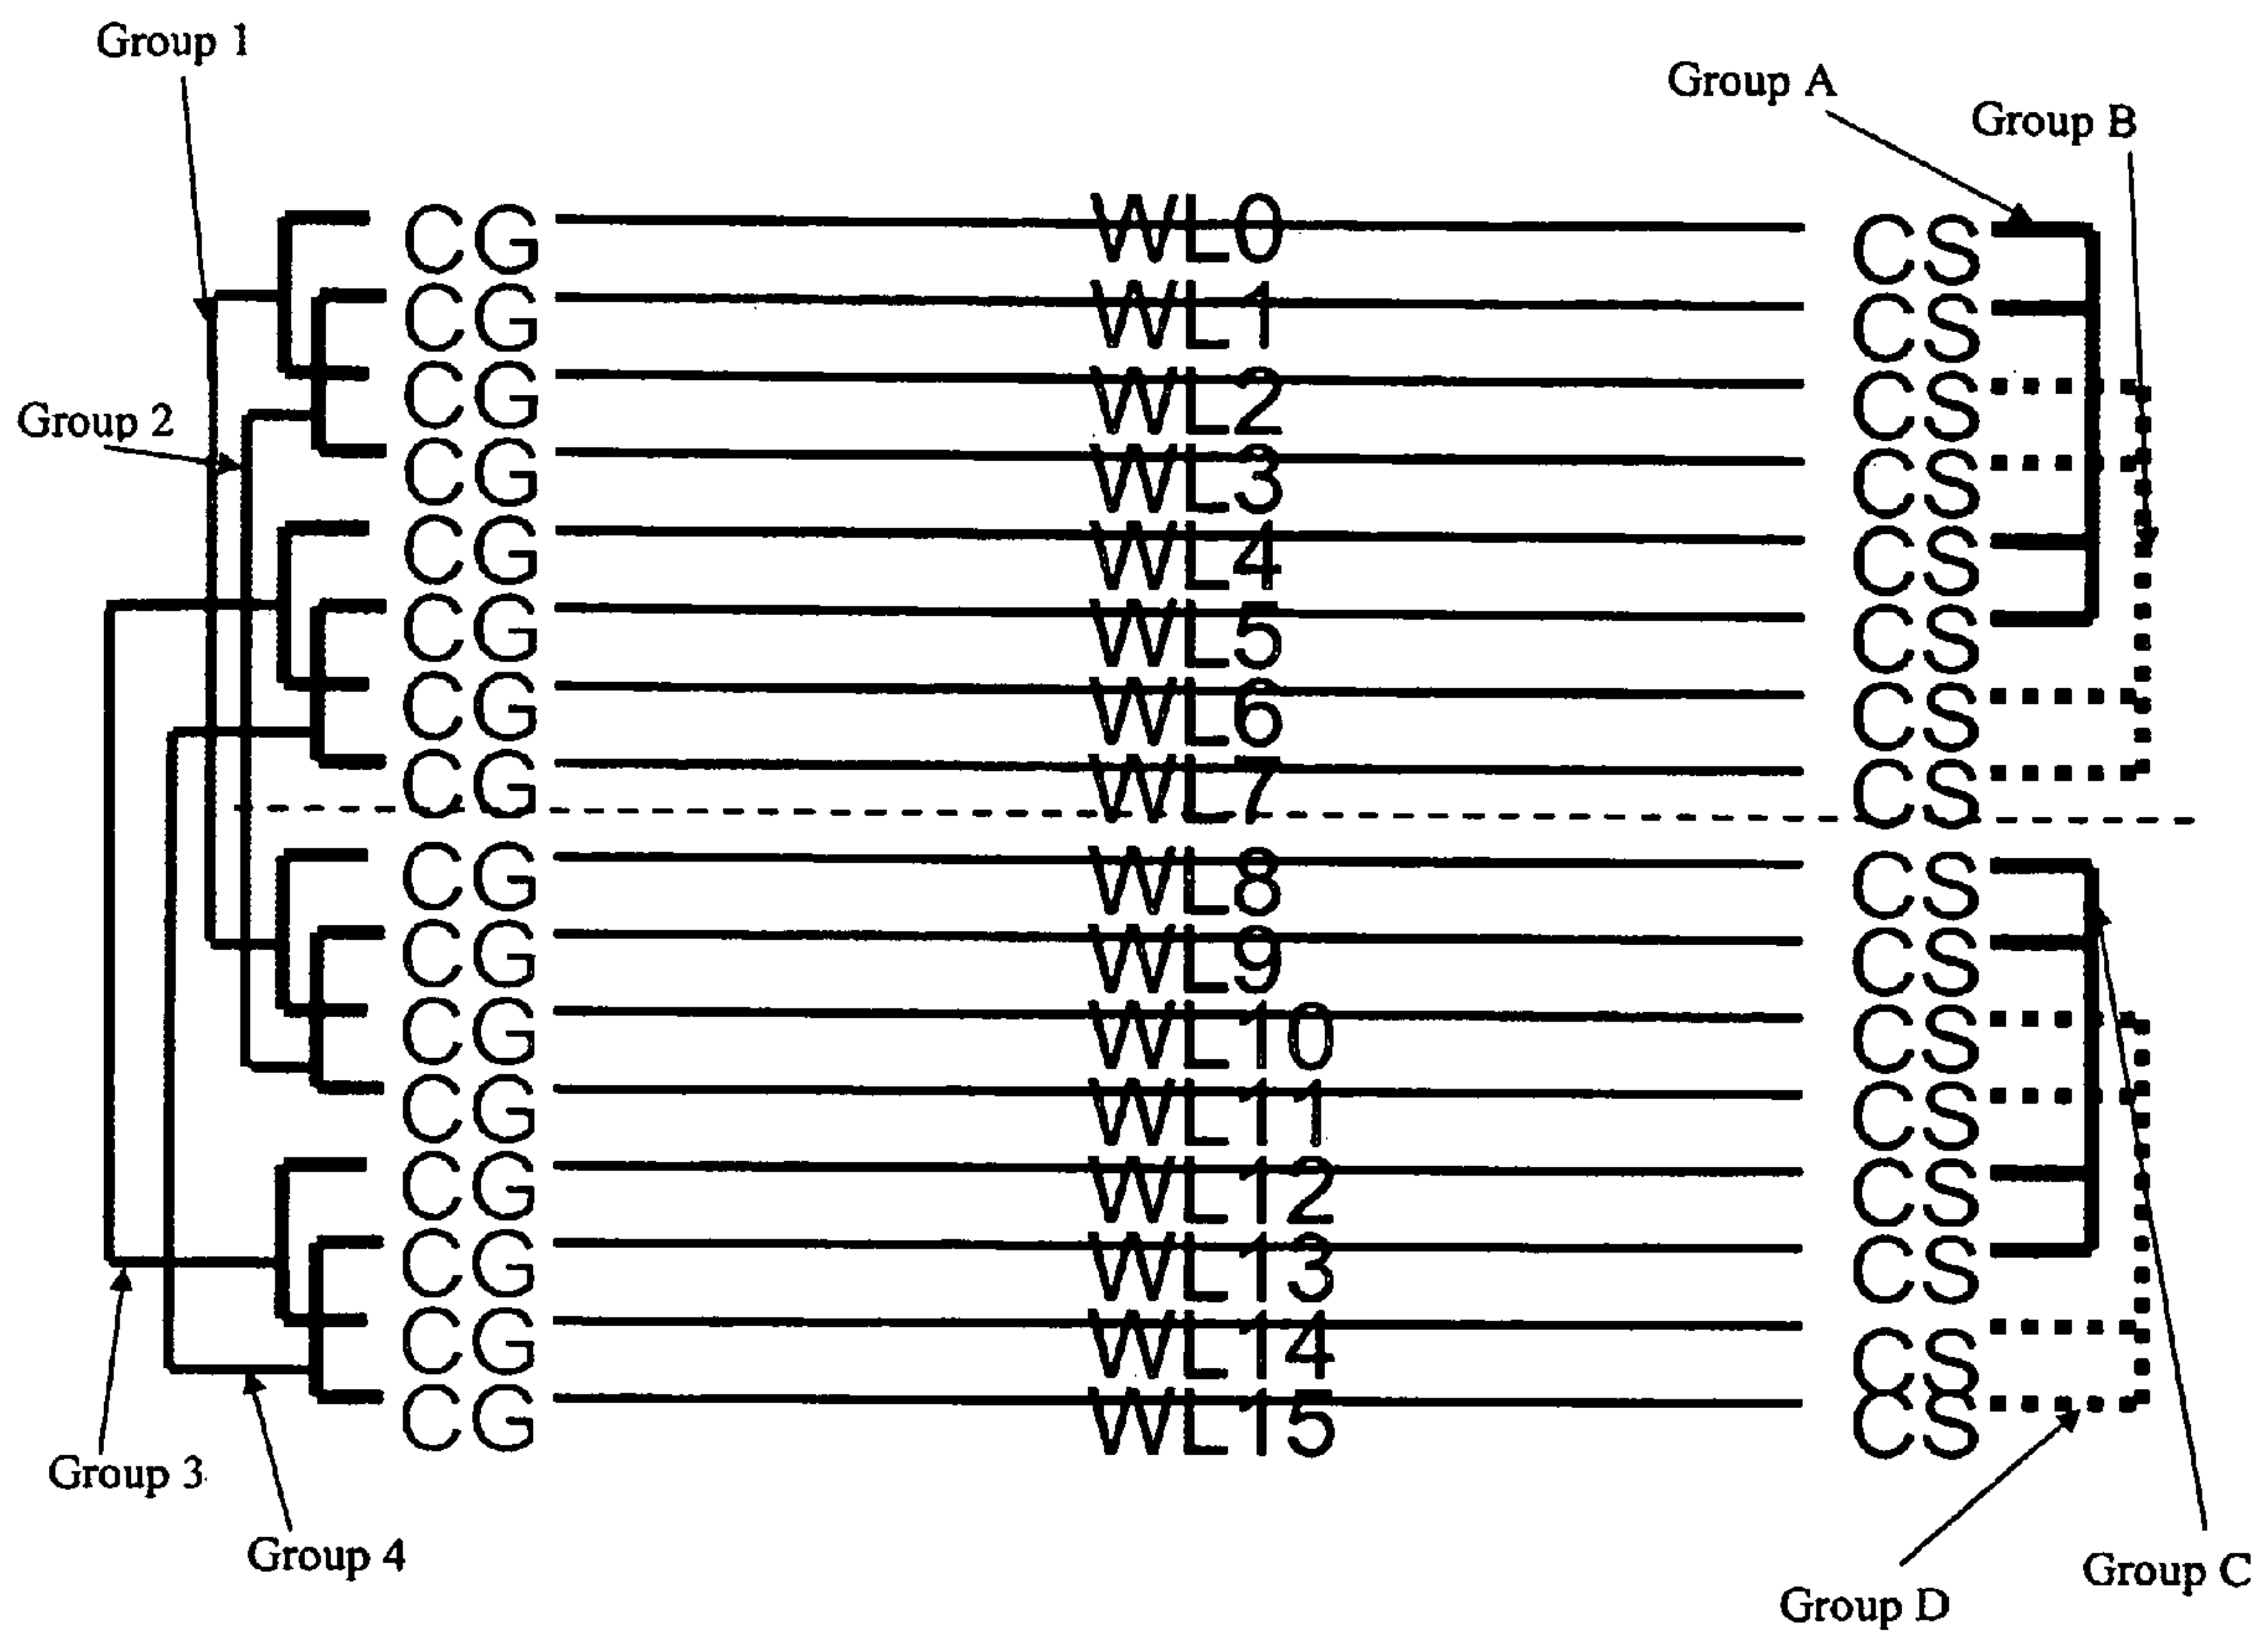 Group 1
Group A
Group B
CG WL0 CS
CG WL1 CS
CG WL2 CS
Group 2
CG WL3 CS
CG WL4 CS
CG WL5 CS
CG WL6 CS
CG WL7 CS
CG WL8 CS
CG WL9 CS
CG WL10 CS
CG WL11 CS
CG WL12 CS
CG WL13 CS
CG WL14 CS
CG WL15 CS
Group 3
Group 4
Group C
Group D